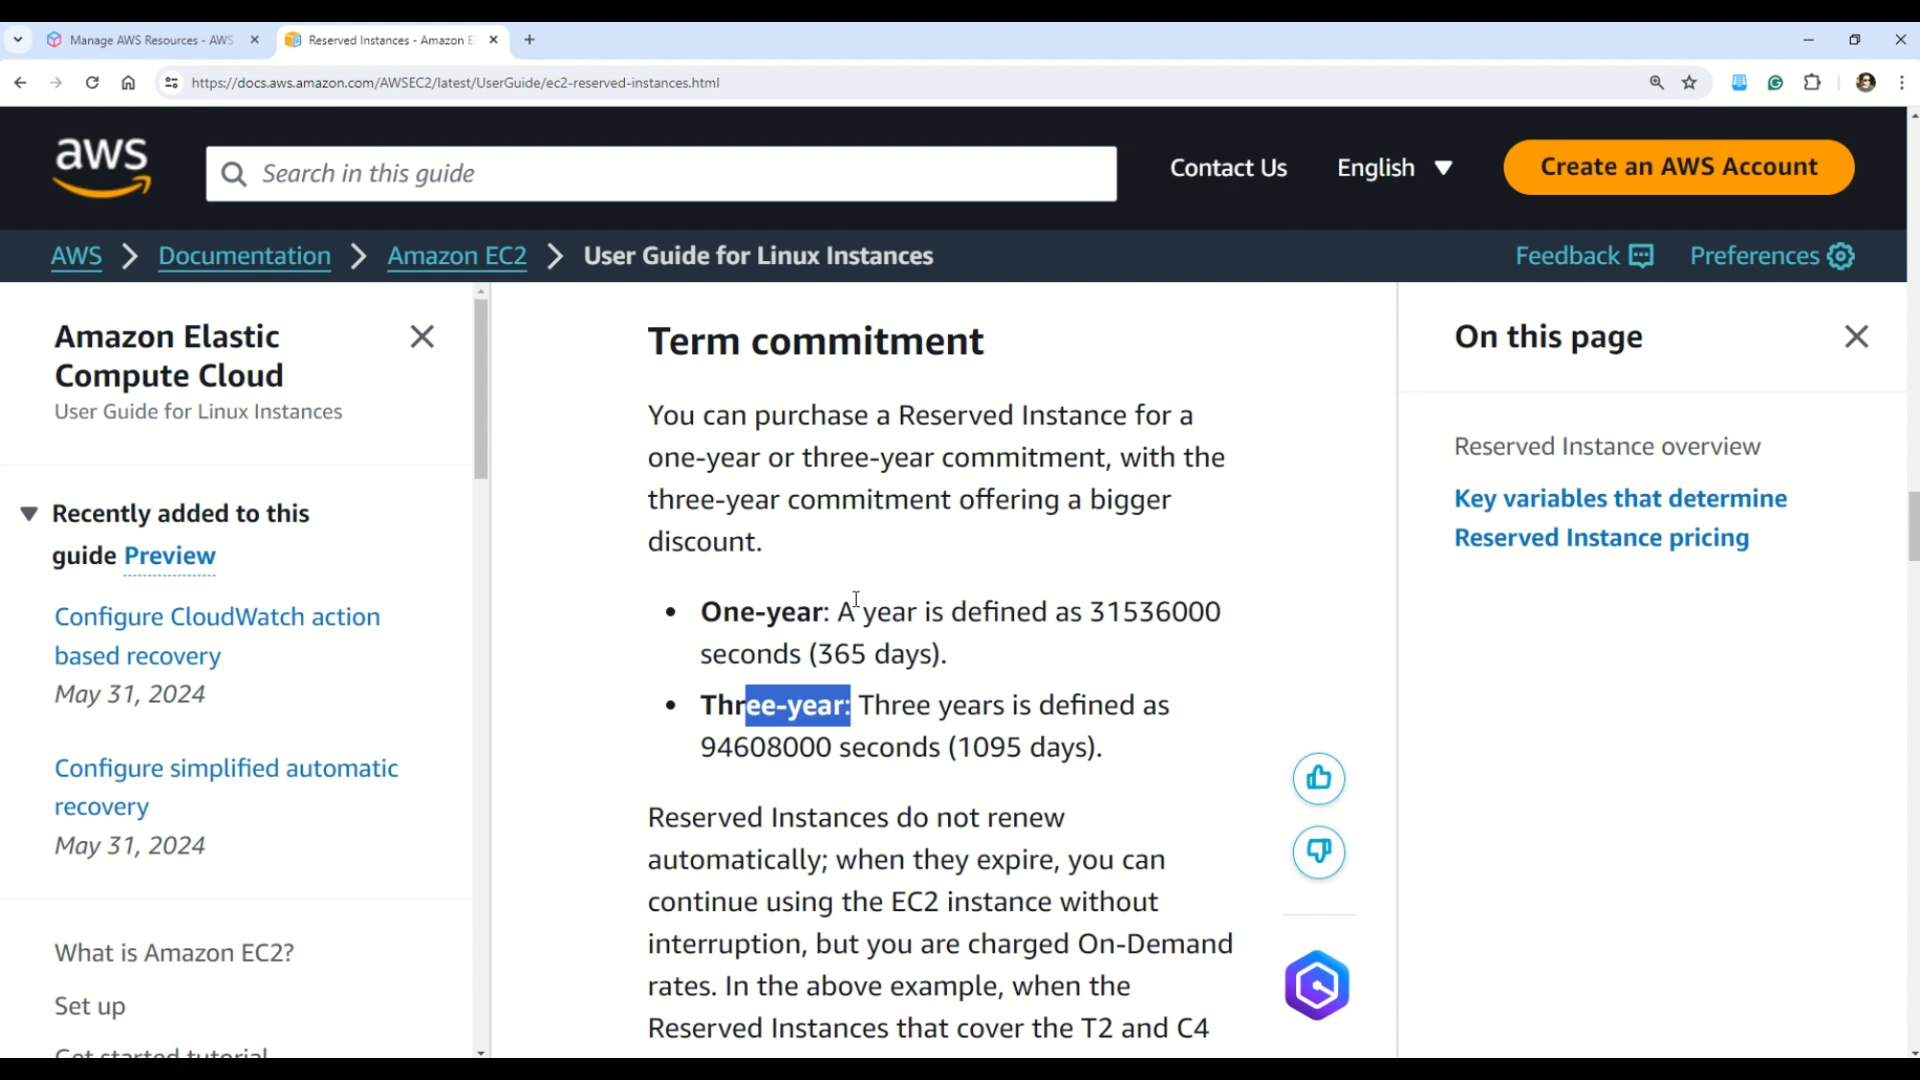 Manage AWS Resources - AWS
Reserved Instances - Amazon E
https://docs.aws.amazon.com/AWSEC2/latest/UserGuide/ec2-reserved-instances.html
aws
Search in this guide
Contact Us
English
Create an AWS Account
AWS
Documentation
Amazon EC2
User Guide for Linux Instances
Feedback
Preferences
Amazon Elastic
Compute Cloud
User Guide for Linux Instances
Recently added to this
guide Preview
Configure CloudWatch action
based recovery
May 31, 2024
Configure simplified automatic
recovery
May 31, 2024
What is Amazon EC2?
Set up
Get started tutorial
Term commitment
You can purchase a Reserved Instance for a
one-year or three-year commitment, with the
three-year commitment offering a bigger
discount.
• One-year: A year is defined as 31536000
seconds (365 days).
• Three-year: Three years is defined as
94608000 seconds (1095 days).
Reserved Instances do not renew
automatically; when they expire, you can
continue using the EC2 instance without
interruption, but you are charged On-Demand
rates. In the above example, when the
Reserved Instances that cover the T2 and C4
On this page
Reserved Instance overview
Key variables that determine
Reserved Instance pricing